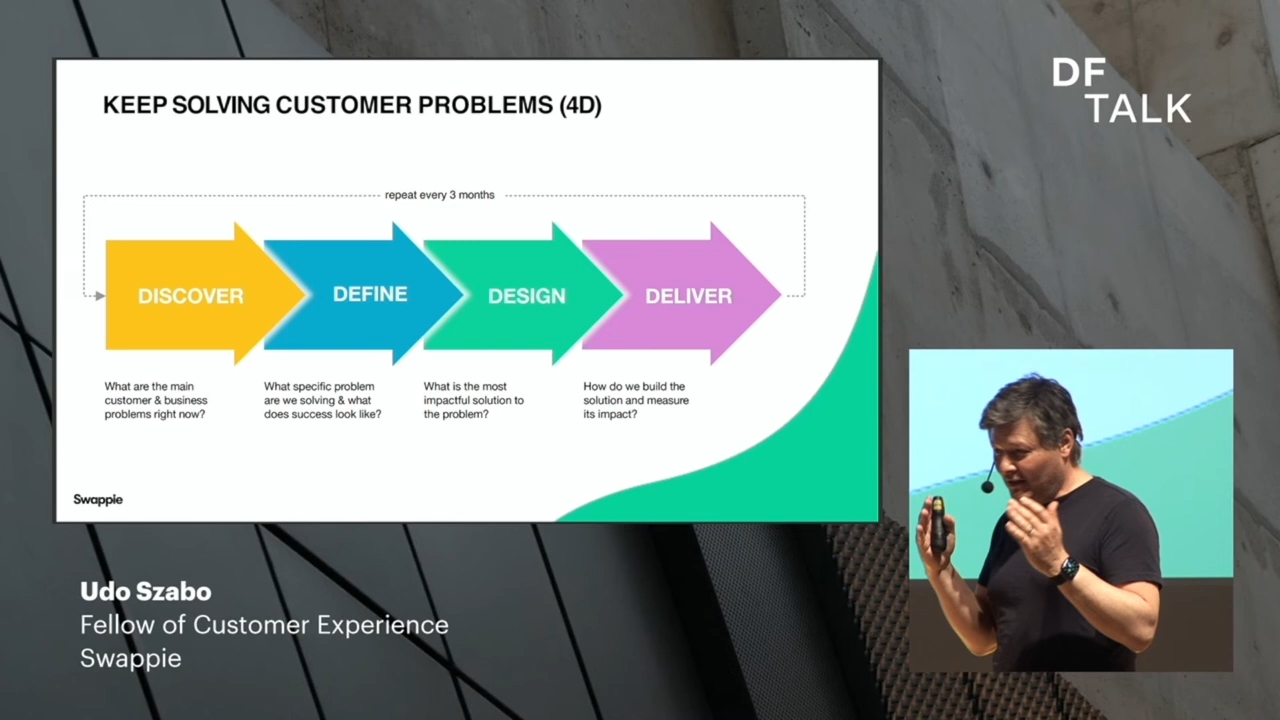 KEEP SOLVING CUSTOMER PROBLEMS (4D)
repeat every 3 months
DISCOVER
DEFINE
DESIGN
DELIVER
What are the main
customer & business
problems right now?
What specific problem
are we solving & what
does success look like?
What is the most
impactful solution to
the problem?
How do we build the
solution and measure
its impact?
Swappie
DF
TALK
Udo Szabo
Fellow of Customer Experience
Swappie